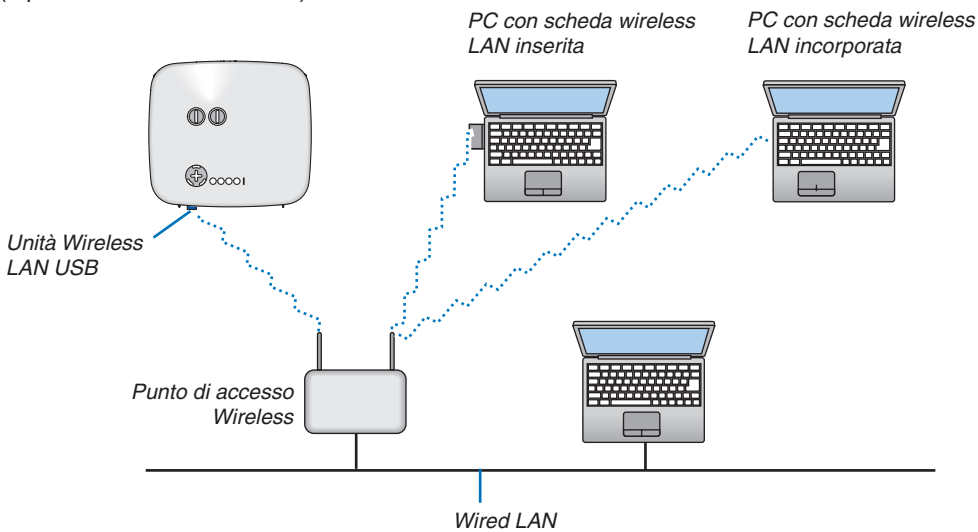 PC con scheda wireless
LAN inserita
PC con scheda wireless
LAN incorporata
Unità Wireless
LAN USB
Punto di accesso
Wireless
Wired LAN